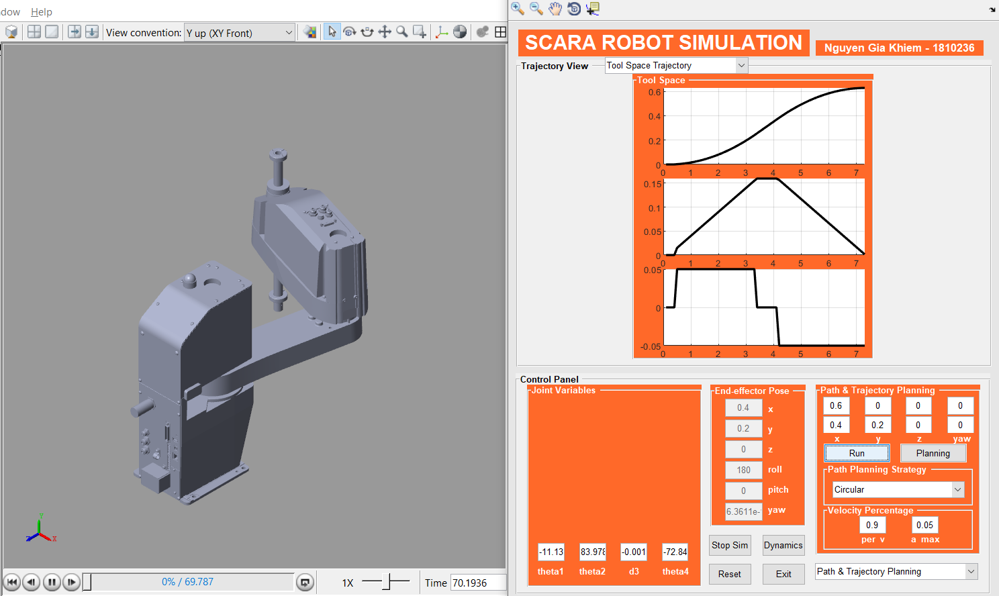 dow Help
View convention: Y up (XY Front)
SCARA ROBOT SIMULATION
Nguyen Gia Khiem - 1810236
Trajectory View
Tool Space Trajectory
Tool Space
0.6
0.4
0.2
0
0 1 2 3 4 5 6 7
0.15
0.1
0.05
0
0 1 2 3 4 5 6 7
0.05
0
-0.05
0 1 2 3 4 5 6 7
Control Panel
Joint Variables
-11.13 83.978 -0.001 -72.84
theta1 theta2 d3 theta4
End-effector Pose
0.4 x
0.2 y
0 z
180 roll
0 pitch
6.3611e- yaw
Stop Sim Dynamics
Reset Exit
Path & Trajectory Planning
0.6 0 0 0
0.4 0.2 0 0
x y z yaw
Run Planning
Path Planning Strategy
Circular
Velocity Percentage
0.9 0.05
per v a max
Path & Trajectory Planning
Y
Z X
0% / 69.787
1X
Time 70.1936